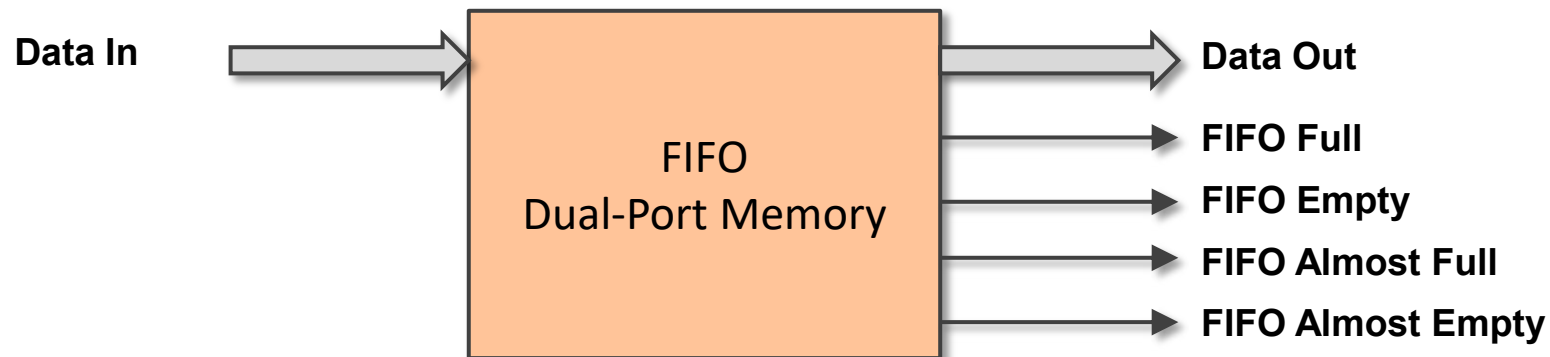 Data In
FIFO
Dual-Port Memory
Data Out
FIFO Full
FIFO Empty
FIFO Almost Full
FIFO Almost Empty